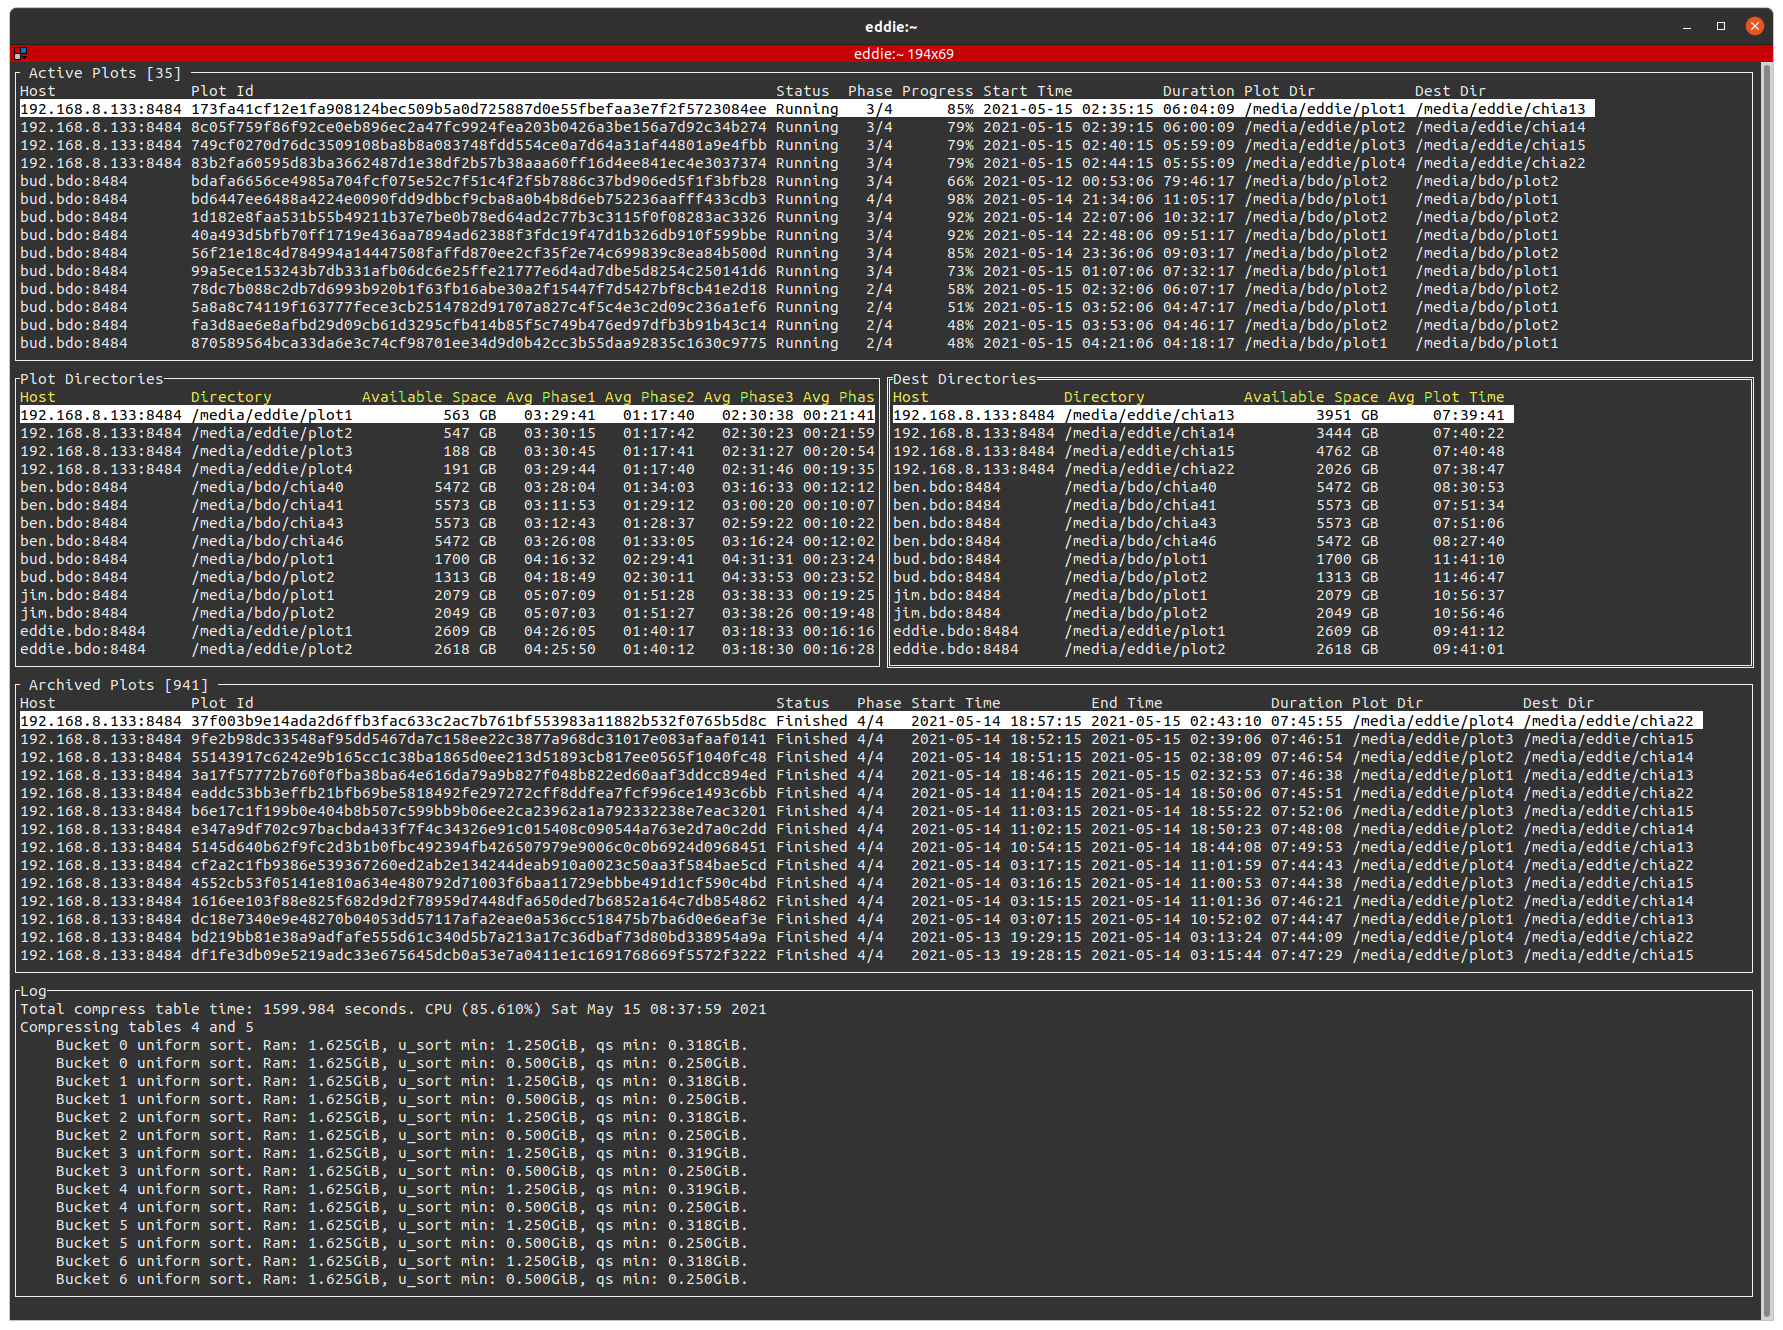 eddie:~
eddie:~ 194x69
Active Plots [35]
Host Plot Id Status Phase Progress Start Time Duration Plot Dir Dest Dir
192.168.8.133:8484 173fa41cf12e1fa908124bec509b5a0d725887d0e55fbefaa3e7f2f5723084ee Running 3/4 85% 2021-05-15 02:35:15 06:04:09 /media/eddie/plot1 /media/eddie/chia13
192.168.8.133:8484 8c05f759f86f92ce0eb896ec2a47fc9924fea203b0426a3be156a7d92c34b274 Running 3/4 79% 2021-05-15 02:39:15 06:00:09 /media/eddie/plot2 /media/eddie/chia14
192.168.8.133:8484 749cf0270d76dc3509108ba8b8a083748fdd554ce0a7d64a31af44801a9e4fbb Running 3/4 79% 2021-05-15 02:40:15 05:59:09 /media/eddie/plot3 /media/eddie/chia15
192.168.8.133:8484 83b2fa60595d83ba3662487d1e38df2b57b38aaa60ff16d4ee841ec4e3037374 Running 3/4 79% 2021-05-15 02:44:15 05:55:09 /media/eddie/plot4 /media/eddie/chia22
bud.bdo:8484 bdafa6656ce4985a704fcf075e52c7f51c4f2f5b7886c37bd906ed5f1f3bfb28 Running 3/4 66% 2021-05-12 00:53:06 79:46:17 /media/bdo/plot2 /media/bdo/plot2
bud.bdo:8484 bd6447ee6488a4224e0090fdd9dbbcf9cba8a0b4b8d6eb752236aafff433cdb3 Running 4/4 98% 2021-05-14 21:34:06 11:05:17 /media/bdo/plot1 /media/bdo/plot1
bud.bdo:8484 1d182e8faa531b55b49211b37e7be0b78ed64ad2c77b3c3115f0f08283ac3326 Running 3/4 92% 2021-05-14 22:07:06 10:32:17 /media/bdo/plot2 /media/bdo/plot2
bud.bdo:8484 40a493d5bfb70ff1719e436aa7894ad62388f3fdc19f47d1b326db910f599bbe Running 3/4 92% 2021-05-14 22:48:06 09:51:17 /media/bdo/plot1 /media/bdo/plot1
bud.bdo:8484 56f21e18c4d784994a14447508faffd870ee2cf35f2e74c699839c8ea84b500d Running 3/4 85% 2021-05-14 23:36:06 09:03:17 /media/bdo/plot2 /media/bdo/plot2
bud.bdo:8484 99a5ece153243b7db331afb06dc6e25ffe21777e6d4ad7dbe5d8254c250141d6 Running 3/4 73% 2021-05-15 01:07:06 07:32:17 /media/bdo/plot1 /media/bdo/plot1
bud.bdo:8484 78dc7b088c2db7d6993b920b1f63fb16abe30a2f15447f7d5427bf8cb41e2d18 Running 2/4 58% 2021-05-15 02:32:06 06:07:17 /media/bdo/plot2 /media/bdo/plot2
bud.bdo:8484 5a8a8c74119f163777fece3cb2514782d91707a827c4f5c4e3c2d09c236a1ef6 Running 2/4 51% 2021-05-15 03:52:06 04:47:17 /media/bdo/plot1 /media/bdo/plot1
bud.bdo:8484 fa3d8ae6e8afbd29d09cb61d3295cfb414b85f5c749b476ed97dfb3b91b43c14 Running 2/4 48% 2021-05-15 03:53:06 04:46:17 /media/bdo/plot2 /media/bdo/plot2
bud.bdo:8484 870589564bca33da6e3c74cf98701ee34d9d0b42cc3b55daa92835c1630c9775 Running 2/4 48% 2021-05-15 04:21:06 04:18:17 /media/bdo/plot1 /media/bdo/plot1
Plot Directories
Host Directory Available Space Avg Phase1 Avg Phase2 Avg Phase3 Avg Phas
192.168.8.133:8484 /media/eddie/plot1 563 GB 03:29:41 01:17:40 02:30:38 00:21:41
192.168.8.133:8484 /media/eddie/plot2 547 GB 03:30:15 01:17:42 02:30:23 00:21:59
192.168.8.133:8484 /media/eddie/plot3 188 GB 03:30:45 01:17:41 02:31:27 00:20:54
192.168.8.133:8484 /media/eddie/plot4 191 GB 03:29:44 01:17:40 02:31:46 00:19:35
ben.bdo:8484 /media/bdo/chia40 5472 GB 03:28:04 01:34:03 03:16:33 00:12:12
ben.bdo:8484 /media/bdo/chia41 5573 GB 03:11:53 01:29:12 03:00:20 00:10:07
ben.bdo:8484 /media/bdo/chia43 5573 GB 03:12:43 01:28:37 02:59:22 00:10:22
ben.bdo:8484 /media/bdo/chia46 5472 GB 03:26:08 01:33:05 03:16:24 00:12:02
bud.bdo:8484 /media/bdo/plot1 1700 GB 04:16:32 02:29:41 04:31:31 00:23:24
bud.bdo:8484 /media/bdo/plot2 1313 GB 04:18:49 02:30:11 04:33:53 00:23:52
jim.bdo:8484 /media/bdo/plot1 2079 GB 05:07:09 01:51:28 03:38:33 00:19:25
jim.bdo:8484 /media/bdo/plot2 2049 GB 05:07:03 01:51:27 03:38:26 00:19:48
eddie.bdo:8484 /media/eddie/plot1 2609 GB 04:26:05 01:40:17 03:18:33 00:16:16
eddie.bdo:8484 /media/eddie/plot2 2618 GB 04:25:50 01:40:12 03:18:30 00:16:28
Dest Directories
Host Directory Available Space Avg Plot Time
192.168.8.133:8484 /media/eddie/chia13 3951 GB 07:39:41
192.168.8.133:8484 /media/eddie/chia14 3444 GB 07:40:22
192.168.8.133:8484 /media/eddie/chia15 4762 GB 07:40:48
192.168.8.133:8484 /media/eddie/chia22 2026 GB 07:38:47
ben.bdo:8484 /media/bdo/chia40 5472 GB 08:30:53
ben.bdo:8484 /media/bdo/chia41 5573 GB 07:51:34
ben.bdo:8484 /media/bdo/chia43 5573 GB 07:51:06
ben.bdo:8484 /media/bdo/chia46 5472 GB 08:27:40
bud.bdo:8484 /media/bdo/plot1 1700 GB 11:41:10
bud.bdo:8484 /media/bdo/plot2 1313 GB 11:46:47
jim.bdo:8484 /media/bdo/plot1 2079 GB 10:56:37
jim.bdo:8484 /media/bdo/plot2 2049 GB 10:56:46
eddie.bdo:8484 /media/eddie/plot1 2609 GB 09:41:12
eddie.bdo:8484 /media/eddie/plot2 2618 GB 09:41:01
Archived Plots [941]
Host Plot Id Status Phase Start Time End Time Duration Plot Dir Dest Dir
192.168.8.133:8484 37f003b9e14ada2d6ffb3fac633c2ac7b761bf553983a11882b532f0765b5d8c Finished 4/4 2021-05-14 18:57:15 2021-05-15 02:43:10 07:45:55 /media/eddie/plot4 /media/eddie/chia22
192.168.8.133:8484 9fe2b98dc33548af95dd5467da7c158ee22c3877a968dc31017e083afaaf0141 Finished 4/4 2021-05-14 18:52:15 2021-05-15 02:39:06 07:46:51 /media/eddie/plot3 /media/eddie/chia15
192.168.8.133:8484 55143917c6242e9b165cc1c38ba1865d0ee213d51893cb817ee0565f1040fc48 Finished 4/4 2021-05-14 18:51:15 2021-05-15 02:38:09 07:46:54 /media/eddie/plot2 /media/eddie/chia14
192.168.8.133:8484 3a17f57772b760f0fba38ba64e616da79a9b827f048b822ed60aaf3ddcc894ed Finished 4/4 2021-05-14 18:46:15 2021-05-15 02:32:53 07:46:38 /media/eddie/plot1 /media/eddie/chia13
192.168.8.133:8484 eaddc53bb3effb21bfb69be5818492fe297272cff8ddfea7fcf996ce1493c6bb Finished 4/4 2021-05-14 11:04:15 2021-05-14 18:50:06 07:45:51 /media/eddie/plot4 /media/eddie/chia22
192.168.8.133:8484 b6e17c1f199b0e404b8b507c599bb9b06ee2ca23962a1a792332238e7eac3201 Finished 4/4 2021-05-14 11:03:15 2021-05-14 18:55:22 07:52:06 /media/eddie/plot3 /media/eddie/chia15
192.168.8.133:8484 e347a9df702c97bacbda433f7f4c34326e91c015408c090544a763e2d7a0c2dd Finished 4/4 2021-05-14 11:02:15 2021-05-14 18:50:23 07:48:08 /media/eddie/plot2 /media/eddie/chia14
192.168.8.133:8484 5145d640b62f9fc2d3b1b0fbc492394fb426507979e9006c0c0b6924d0968451 Finished 4/4 2021-05-14 10:54:15 2021-05-14 18:44:08 07:49:53 /media/eddie/plot1 /media/eddie/chia13
192.168.8.133:8484 cf2a2c1fb9386e539367260ed2ab2e134244deab910a0023c50aa3f584bae5cd Finished 4/4 2021-05-14 03:17:15 2021-05-14 11:01:59 07:44:43 /media/eddie/plot4 /media/eddie/chia22
192.168.8.133:8484 4552cb53f05141e810a634e480792d71003f6baa11729ebbbe491d1cf590c4bd Finished 4/4 2021-05-14 03:16:15 2021-05-14 11:00:53 07:44:38 /media/eddie/plot3 /media/eddie/chia15
192.168.8.133:8484 1616ee103f88e825f682d9d2f78959d7448dfa650ded7b6852a164c7db854862 Finished 4/4 2021-05-14 03:15:15 2021-05-14 11:01:36 07:46:21 /media/eddie/plot2 /media/eddie/chia14
192.168.8.133:8484 dc18e7340e9e48270b04053dd57117afa2eae0a536cc518475b7ba6d0e6eaf3e Finished 4/4 2021-05-14 03:07:15 2021-05-14 10:52:02 07:44:47 /media/eddie/plot1 /media/eddie/chia13
192.168.8.133:8484 bd219bb81e38a9adfafe555d61c340d5b7a213a17c36dbaf73d80bd338954a9a Finished 4/4 2021-05-13 19:29:15 2021-05-14 03:13:24 07:44:09 /media/eddie/plot4 /media/eddie/chia22
192.168.8.133:8484 df1fe3db09e5219adc33e675645dcb0a53e7a0411e1c1691768669f5572f3222 Finished 4/4 2021-05-13 19:28:15 2021-05-14 03:15:44 07:47:29 /media/eddie/plot3 /media/eddie/chia15
Log
Total compress table time: 1599.984 seconds. CPU (85.610%) Sat May 15 08:37:59 2021
Compressing tables 4 and 5
Bucket 0 uniform sort. Ram: 1.625GiB, u_sort min: 1.250GiB, qs min: 0.318GiB.
Bucket 0 uniform sort. Ram: 1.625GiB, u_sort min: 0.500GiB, qs min: 0.250GiB.
Bucket 1 uniform sort. Ram: 1.625GiB, u_sort min: 1.250GiB, qs min: 0.318GiB.
Bucket 1 uniform sort. Ram: 1.625GiB, u_sort min: 0.500GiB, qs min: 0.250GiB.
Bucket 2 uniform sort. Ram: 1.625GiB, u_sort min: 1.250GiB, qs min: 0.318GiB.
Bucket 2 uniform sort. Ram: 1.625GiB, u_sort min: 0.500GiB, qs min: 0.250GiB.
Bucket 3 uniform sort. Ram: 1.625GiB, u_sort min: 1.250GiB, qs min: 0.319GiB.
Bucket 3 uniform sort. Ram: 1.625GiB, u_sort min: 0.500GiB, qs min: 0.250GiB.
Bucket 4 uniform sort. Ram: 1.625GiB, u_sort min: 1.250GiB, qs min: 0.319GiB.
Bucket 4 uniform sort. Ram: 1.625GiB, u_sort min: 0.500GiB, qs min: 0.250GiB.
Bucket 5 uniform sort. Ram: 1.625GiB, u_sort min: 1.250GiB, qs min: 0.318GiB.
Bucket 5 uniform sort. Ram: 1.625GiB, u_sort min: 0.500GiB, qs min: 0.250GiB.
Bucket 6 uniform sort. Ram: 1.625GiB, u_sort min: 1.250GiB, qs min: 0.318GiB.
Bucket 6 uniform sort. Ram: 1.625GiB, u_sort min: 0.500GiB, qs min: 0.250GiB.